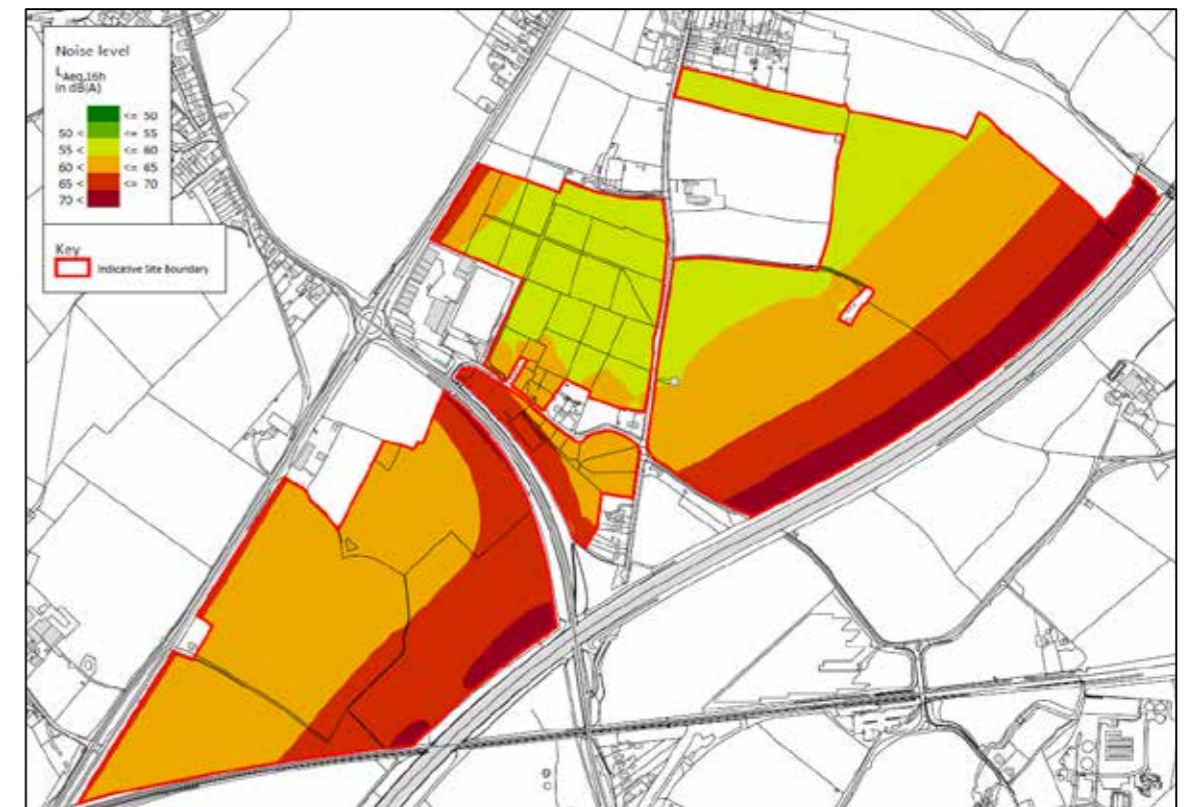 Noise level
LAeq,16h
in dB(A)
<= 50
50 < <= 55
55 < <= 60
60 < <= 65
65 < <= 70
70 <
Key
Indicative Site Boundary